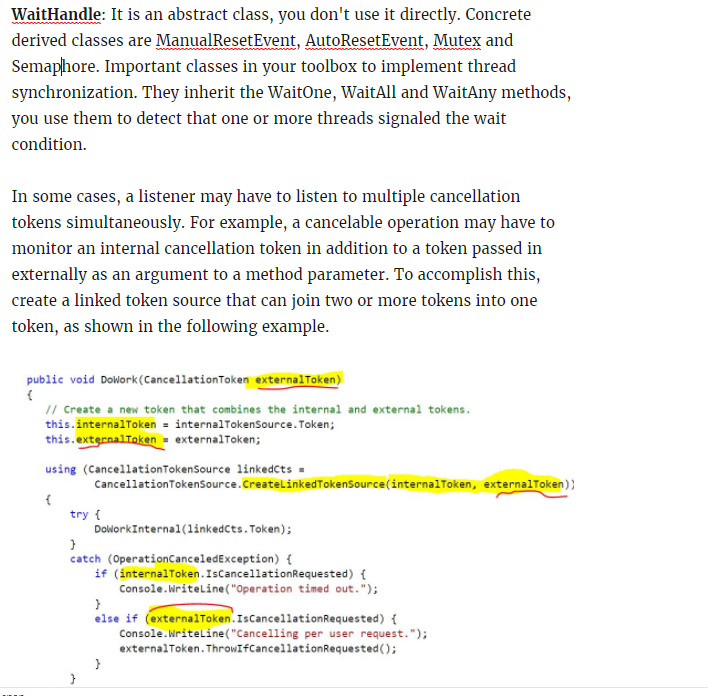 WaitHandle: It is an abstract class, you don't use it directly. Concrete
derived classes are ManualResetEvent, AutoResetEvent, Mutex and
Semaphore. Important classes in your toolbox to implement thread
synchronization. They inherit the WaitOne, WaitAll and WaitAny methods,
you use them to detect that one or more threads signaled the wait
condition.
In some cases, a listener may have to listen to multiple cancellation
tokens simultaneously. For example, a cancelable operation may have to
monitor an internal cancellation token in addition to a token passed in
externally as an argument to a method parameter. To accomplish this,
create a linked token source that can join two or more tokens into one
token, as shown in the following example.
public void DoWork(CancellationToken externalToken)
{
// Create a new token that combines the internal and external tokens.
this.internalToken = internalTokenSource.Token;
this.externalToken = externalToken;
using (CancellationTokenSource linkedCts =
CancellationTokenSource.CreateLinkedTokenSource(internalToken, externalToken))
{
try {
DoWorkInternal(linkedCts.Token);
}
catch (OperationCanceledException) {
if (internalToken.IsCancellationRequested) {
Console.WriteLine("Operation timed out.");
}
else if (externalToken.IsCancellationRequested) {
Console.WriteLine("Cancelling per user request.");
externalToken.ThrowIfCancellationRequested();
}
}